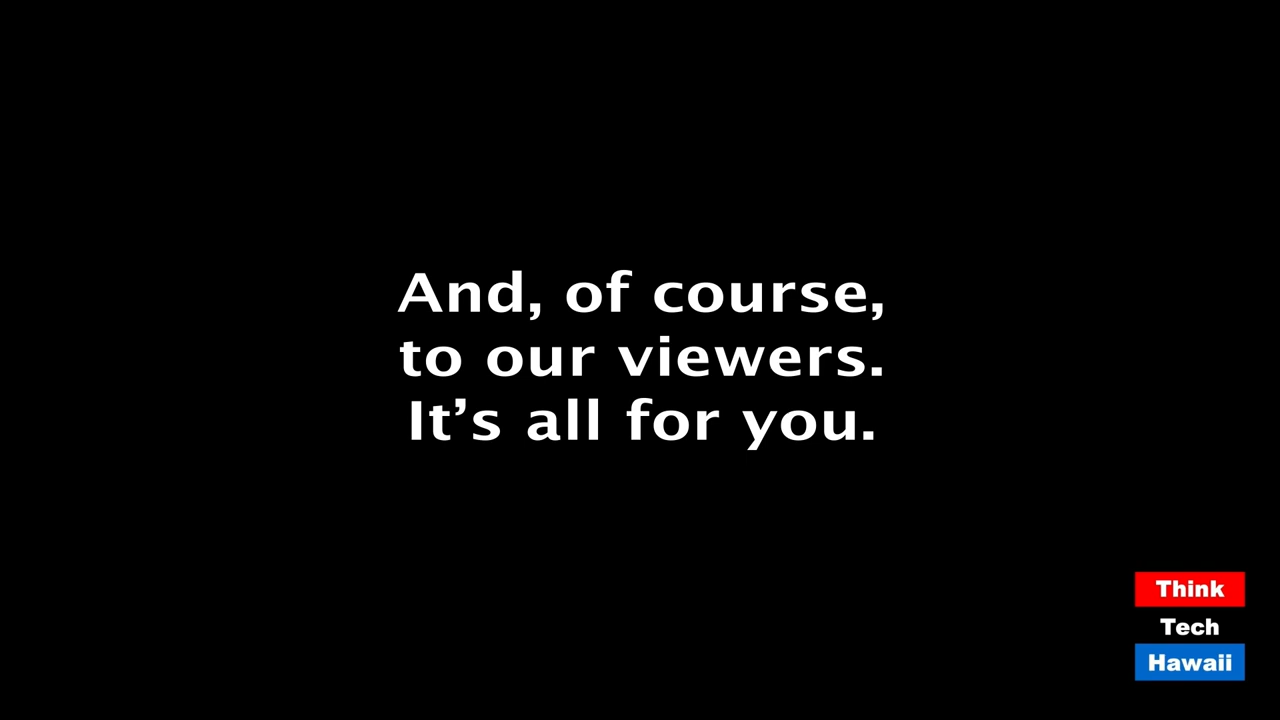 And, of course,
to our viewers.
It’s all for you.
Think
Tech
Hawaii